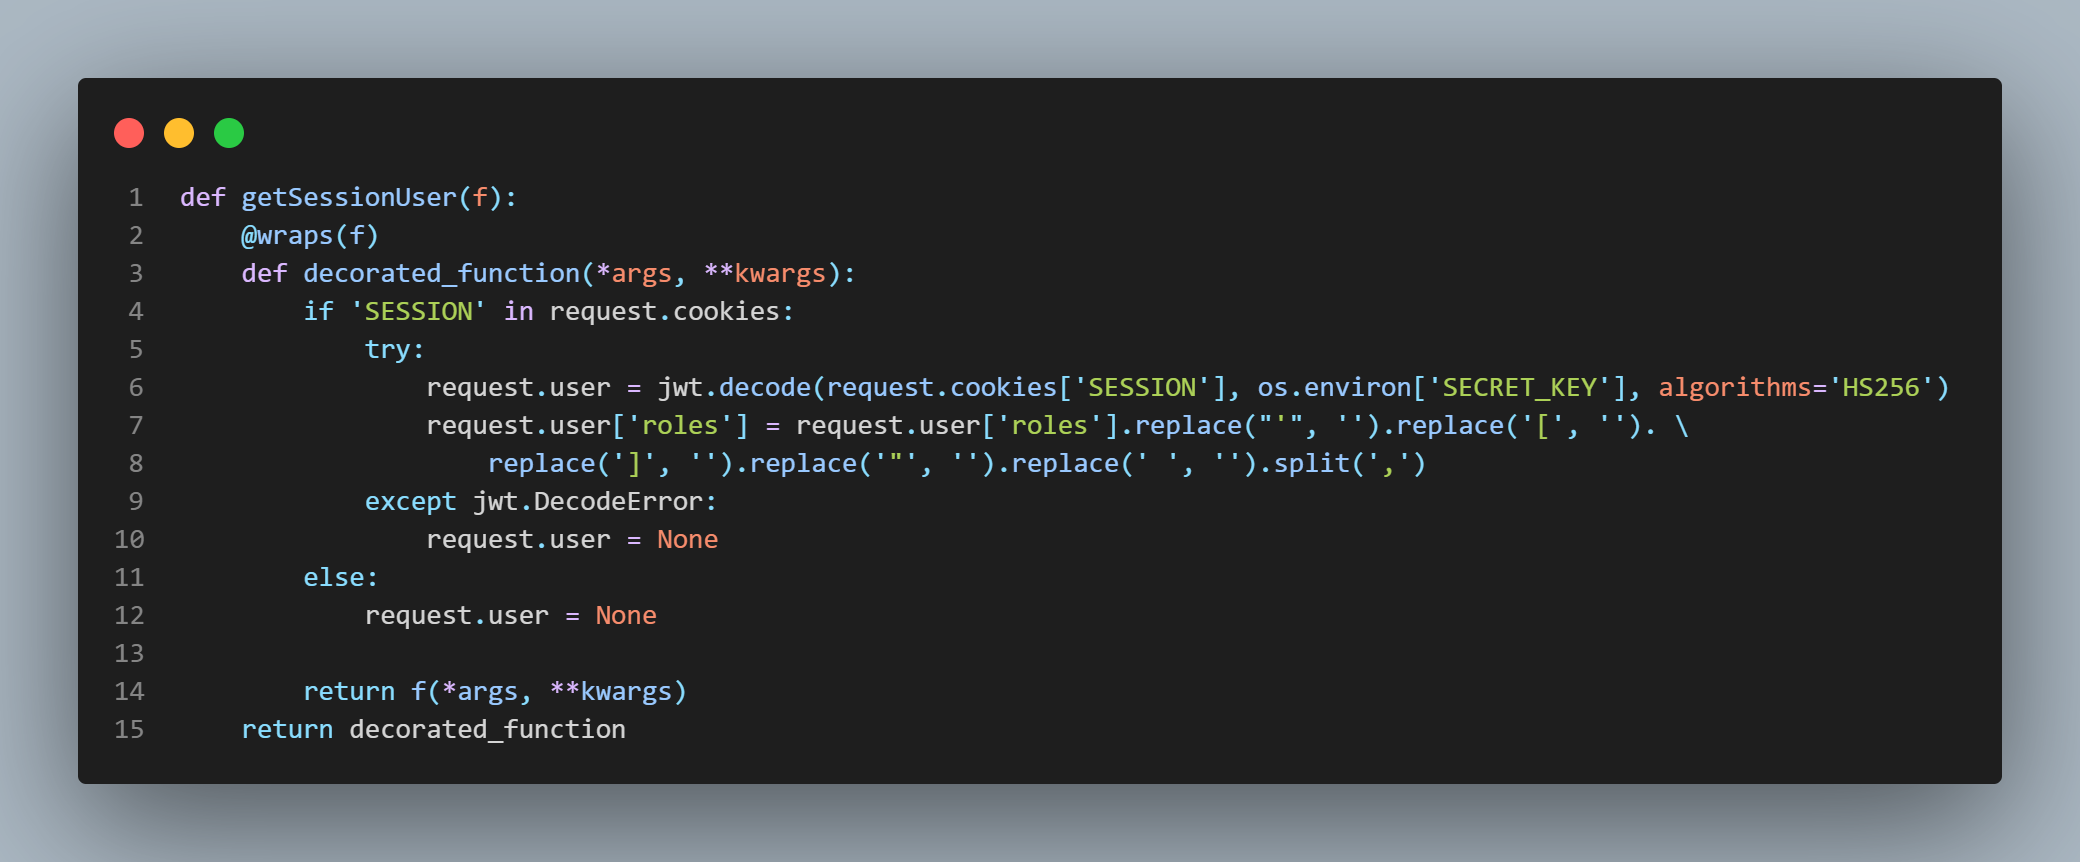 1 def getSessionUser(f):
2     @wraps(f)
3     def decorated_function(*args, **kwargs):
4         if 'SESSION' in request.cookies:
5             try:
6                 request.user = jwt.decode(request.cookies['SESSION'], os.environ['SECRET_KEY'], algorithms='HS256')
7                 request.user['roles'] = request.user['roles'].replace("'", '').replace('[', ''). \
8                     replace(']', '').replace('"', '').replace(' ', '').split(',')
9             except jwt.DecodeError:
10                 request.user = None
11         else:
12             request.user = None
13
14         return f(*args, **kwargs)
15     return decorated_function